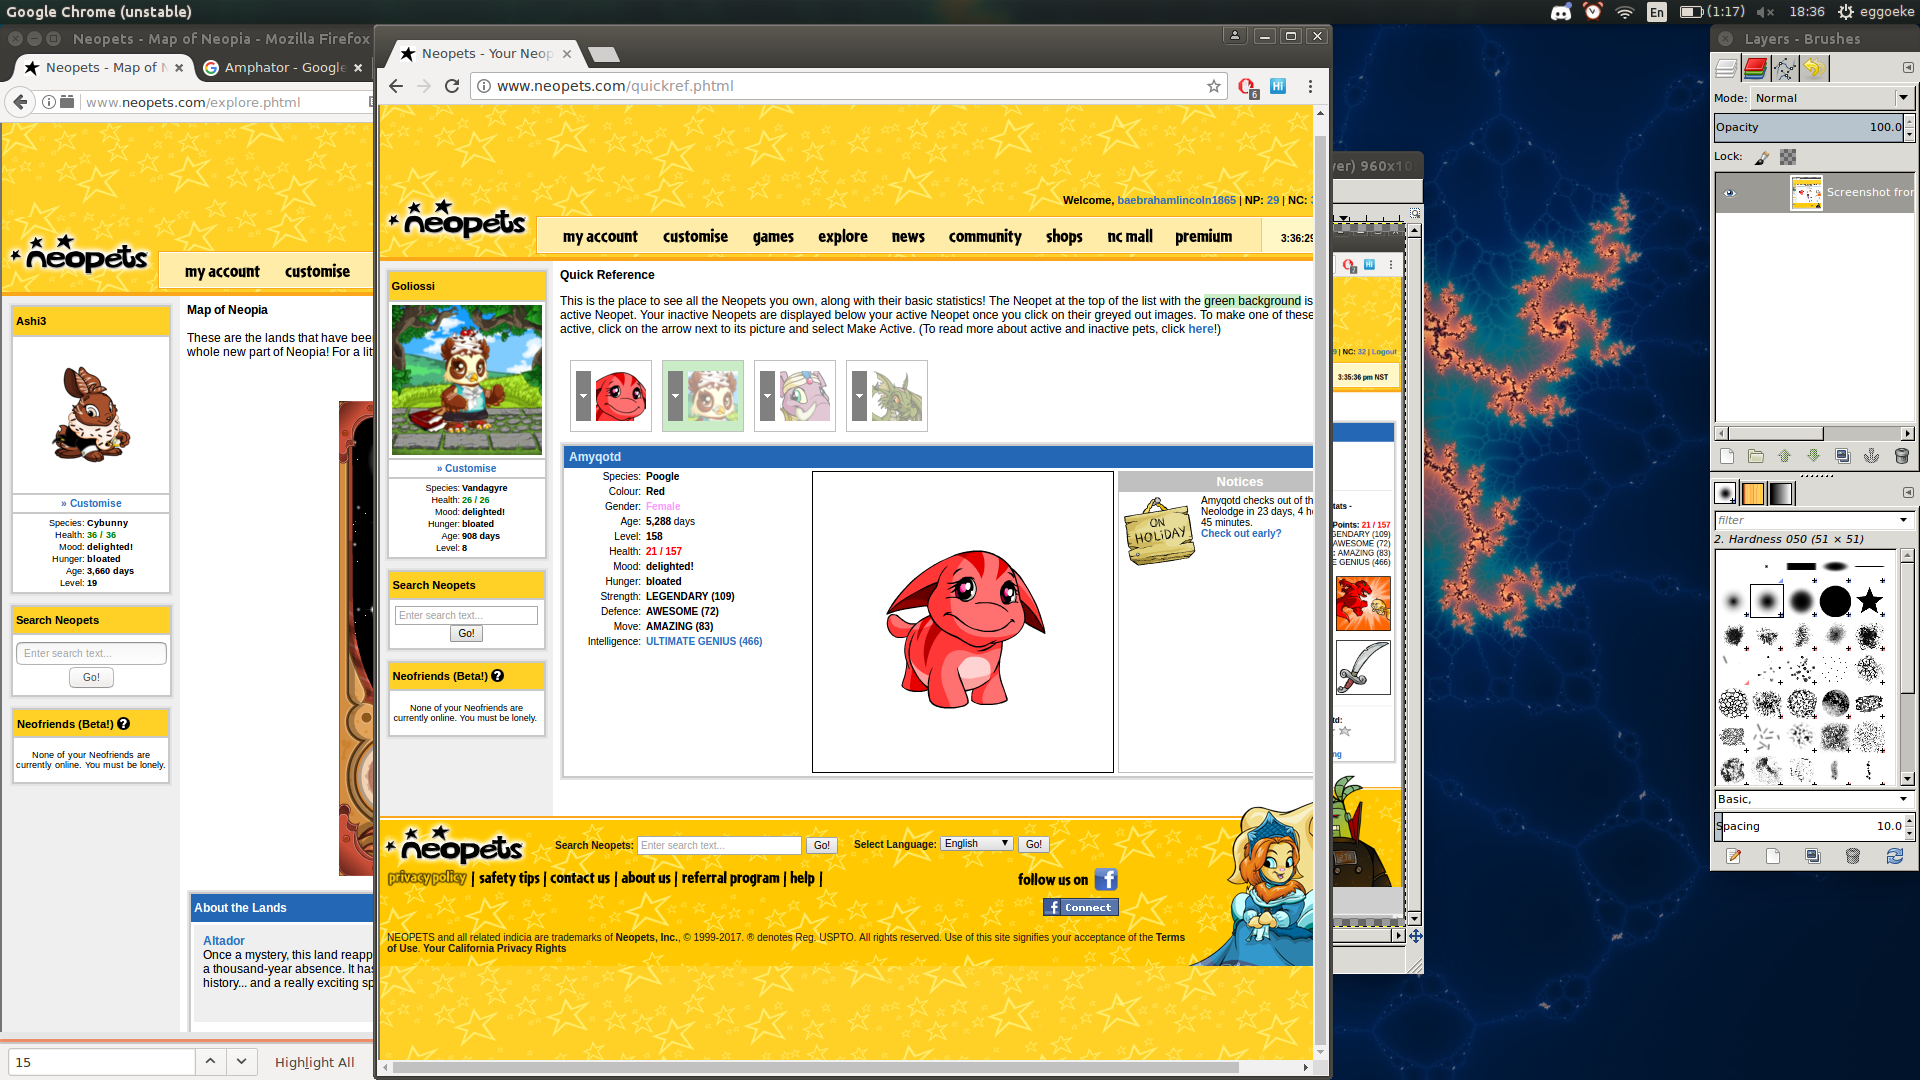 Google Chrome (unstable)
En
(1:17)
18:36
eggoeke
Neopets - Map of Neopia - Mozilla Firefox
Neopets - Map of N
Amphator - Google
www.neopets.com/explore.phtml
neopets
my account
customise
Ashi3
» Customise
Species: Cybunny
Health: 36 / 36
Mood: delighted!
Hunger: bloated
Age: 3,660 days
Level: 19
Search Neopets
Enter search text...
Go!
Neofriends (Beta!) ?
None of your Neofriends are
currently online. You must be lonely.
Map of Neopia
These are the lands that have been
whole new part of Neopia! For a
About the Lands
Altador
Once a mystery, this land reapp
a thousand-year absence. It has
history... and a really exciting sp
15
Highlight All
Neopets - Your Neop
www.neopets.com/quickref.phtml
6
Hi
Welcome, baebrahamlincoln1865 | NP: 29 | NC:
neopets
my account
customise
games
explore
news
community
shops
nc mall
premium
3:36:29
Goliossi
» Customise
Species: Vandagyre
Health: 26 / 26
Mood: delighted!
Hunger: bloated
Age: 908 days
Level: 8
Search Neopets
Enter search text...
Go!
Neofriends (Beta!) ?
None of your Neofriends are
currently online. You must be lonely.
Quick Reference
This is the place to see all the Neopets you own, along with their basic statistics! The Neopet at the top of the list with the green background is
active Neopet. Your inactive Neopets are displayed below your active Neopet once you click on their greyed out images. To make one of these
active, click on the arrow next to its picture and select Make Active. (To read more about active and inactive pets, click here!)
Amyqotd
Species: Poogle
Colour: Red
Gender: Female
Age: 5,288 days
Level: 158
Health: 21 / 157
Mood: delighted!
Hunger: bloated
Strength: LEGENDARY (109)
Defence: AWESOME (72)
Move: AMAZING (83)
Intelligence: ULTIMATE GENIUS (466)
Notices
ON
HOLIDAY
Amyqotd checks out of th
Neolodge in 23 days, 4 h
45 minutes.
Check out early?
neopets
Search Neopets:
Enter search text...
Go!
Select Language:
English
Go!
privacy policy | safety tips | contact us | about us | referral program | help |
follow us on f
f Connect
NEOPETS and all related indicia are trademarks of Neopets, Inc., © 1999-2017. ® denotes Reg. USPTO. All rights reserved. Use of this site signifies your acceptance of the Terms
of Use. Your California Privacy Rights
Hi
9 | NC: 32 | Logout
3:35:36 pm NST
tats -
Points: 21 / 157
GENDARY (109)
AWESOME (72)
: AMAZING (83)
E GENIUS (466)
td:
ng
Layers - Brushes
Mode: Normal
Opacity 100.0
Lock:
Screenshot fror
filter
2. Hardness 050 (51 × 51)
Basic,
Spacing 10.0